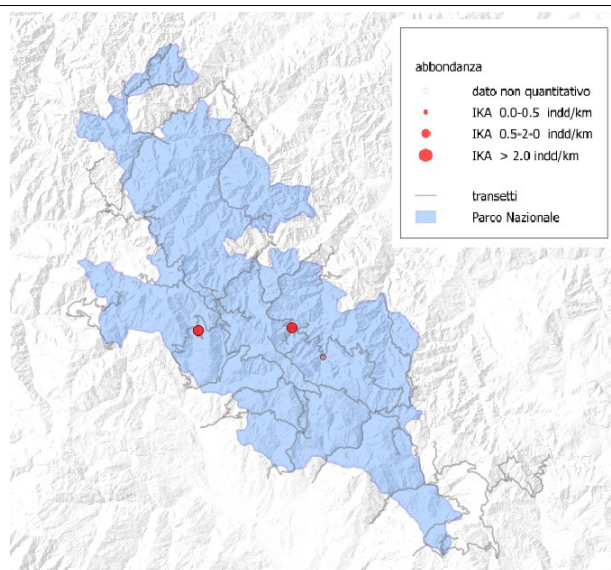 abbondanza
dato non quantitativo
IKA 0.0-0.5 indd/km
IKA 0.5-2-0 indd/km
IKA > 2.0 indd/km
transetti
Parco Nazionale